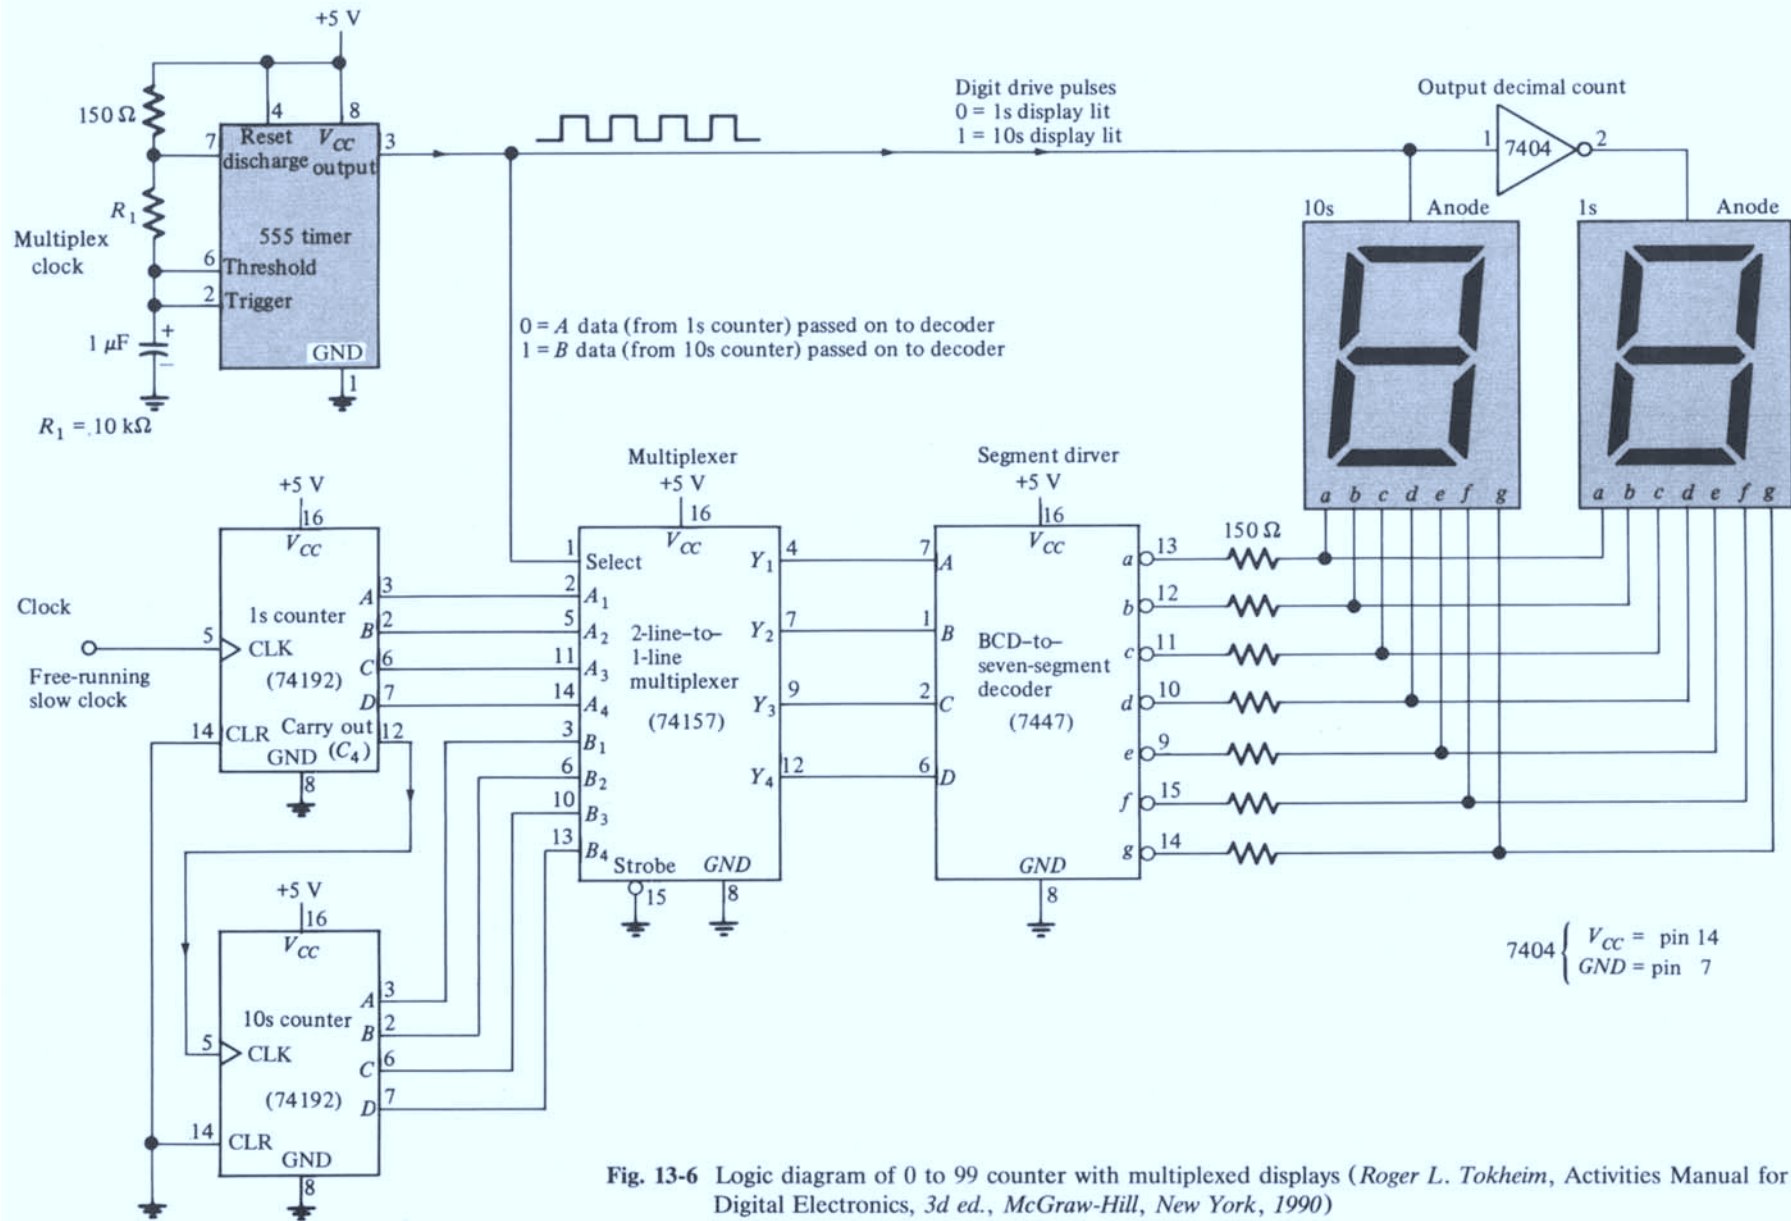 +5 V
150 Ω
4
8
7
Reset
V_CC
3
discharge
output
R_1
Multiplex
clock
555 timer
6
Threshold
2
Trigger
+
1 μF
−
GND
1
R_1 = 10 kΩ
Digit drive pulses
0 = 1s display lit
1 = 10s display lit
Output decimal count
1
7404
2
10s
Anode
1s
Anode
a b c d e f g
a b c d e f g
0 = A data (from 1s counter) passed on to decoder
1 = B data (from 10s counter) passed on to decoder
+5 V
16
V_CC
Clock
1s counter
5
CLK
Free-running
slow clock
(74192)
A 3
B 2
C 6
D 7
14
CLR
Carry out
12
GND
(C_4)
8
+5 V
16
V_CC
10s counter
5
CLK
(74192)
A 3
B 2
C 6
D 7
14
CLR
GND
8
Multiplexer
+5 V
16
V_CC
1 Select
2 A_1
5 A_2
11 A_3
14 A_4
3 B_1
6 B_2
10 B_3
13 B_4
2-line-to-
1-line
multiplexer
(74157)
Y_1 4
Y_2 7
Y_3 9
Y_4 12
Strobe
GND
15
8
Segment dirver
+5 V
16
V_CC
7 A
1 B
2 C
6 D
BCD-to-
seven-segment
decoder
(7447)
GND
8
a 13
b 12
c 11
d 10
e 9
f 15
g 14
150 Ω
7404 { V_CC = pin 14
GND = pin 7
Fig. 13-6 Logic diagram of 0 to 99 counter with multiplexed displays (Roger L. Tokheim, Activities Manual for
Digital Electronics, 3d ed., McGraw-Hill, New York, 1990)